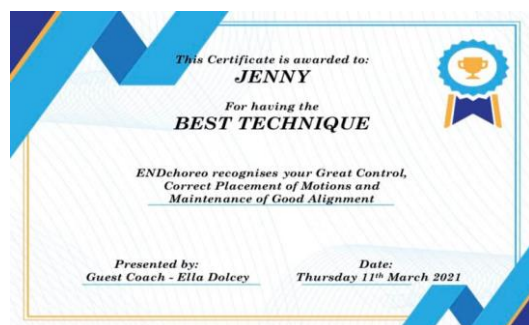 This Certificate is awarded to:
JENNY
For having the
BEST TECHNIQUE
ENDchoreo recognises your Great Control,
Correct Placement of Motions and
Maintenance of Good Alignment
Presented by:
Guest Coach - Ella Dolcey
Date:
Thursday 11th March 2021